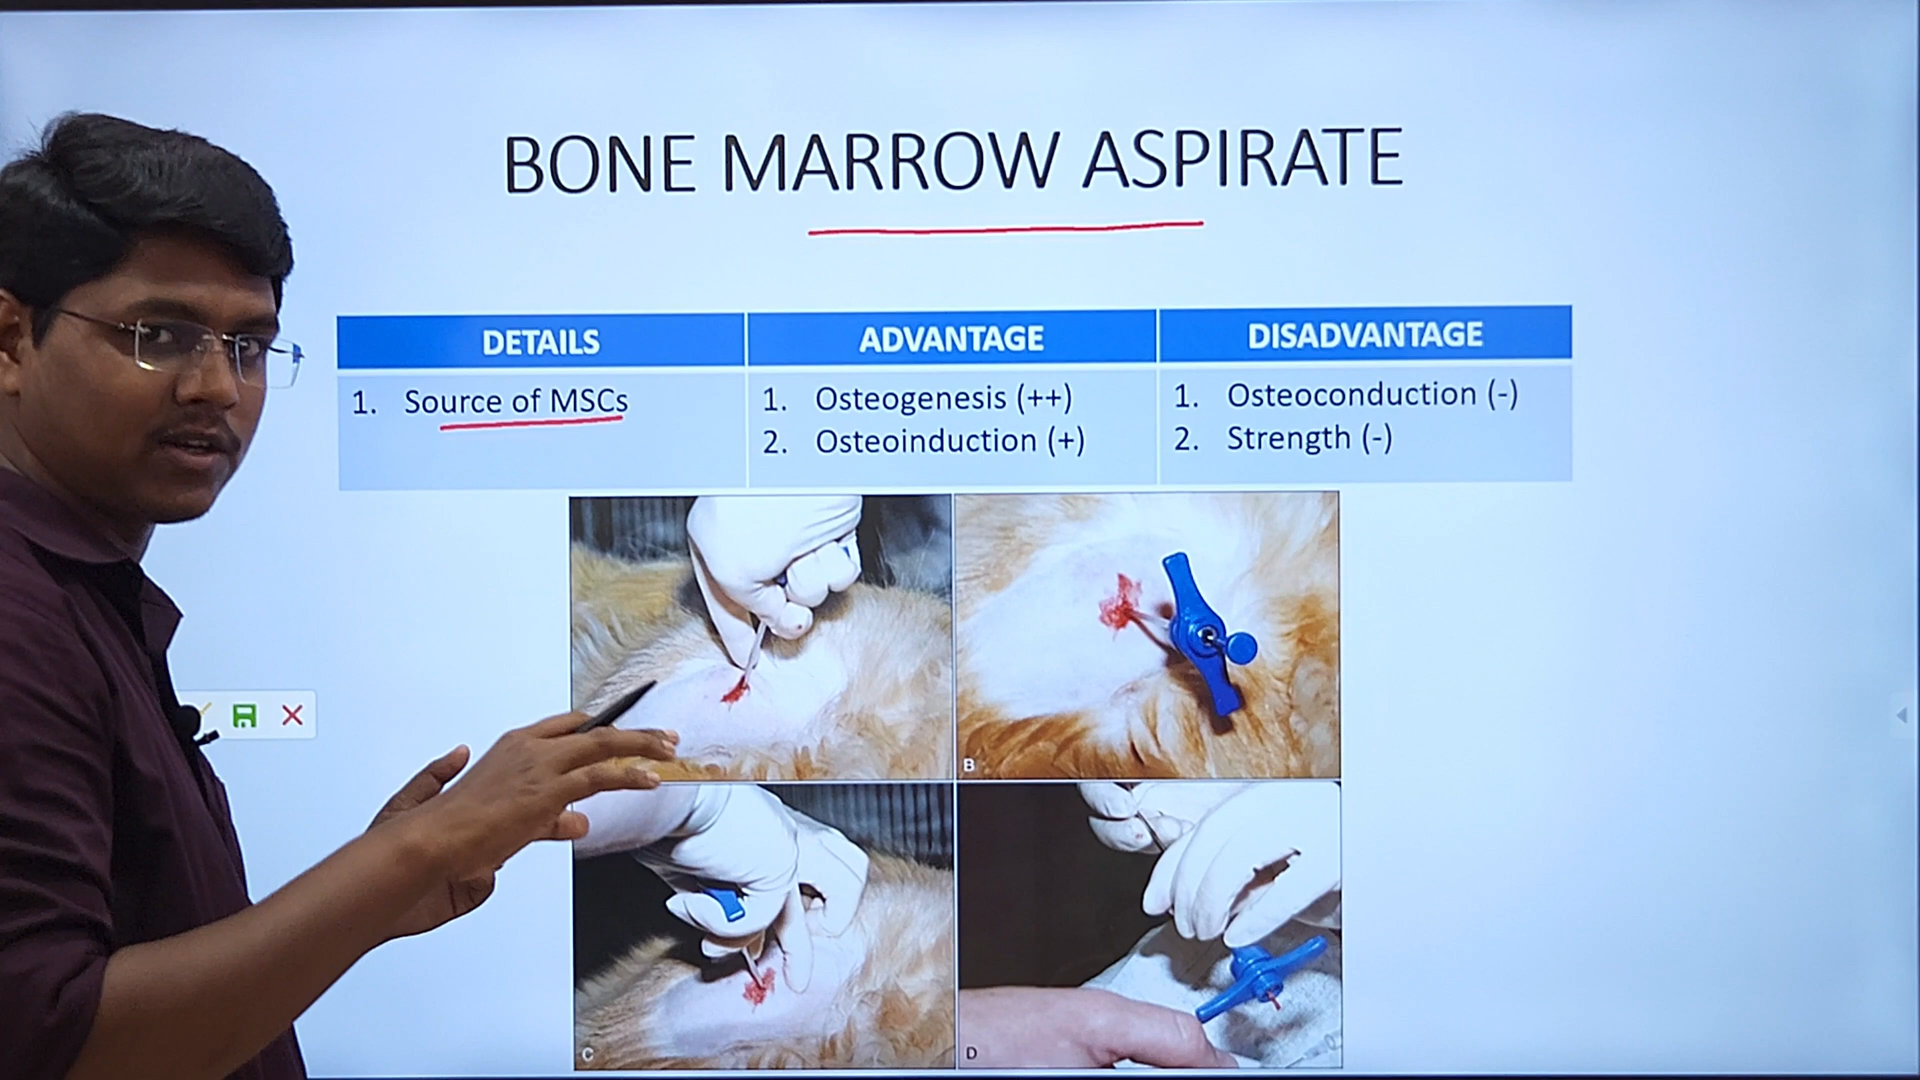 BONE MARROW ASPIRATE
DETAILS
ADVANTAGE
DISADVANTAGE
1. Source of MSCs
1. Osteogenesis (++)
2. Osteoinduction (+)
1. Osteoconduction (-)
2. Strength (-)
B
C
D